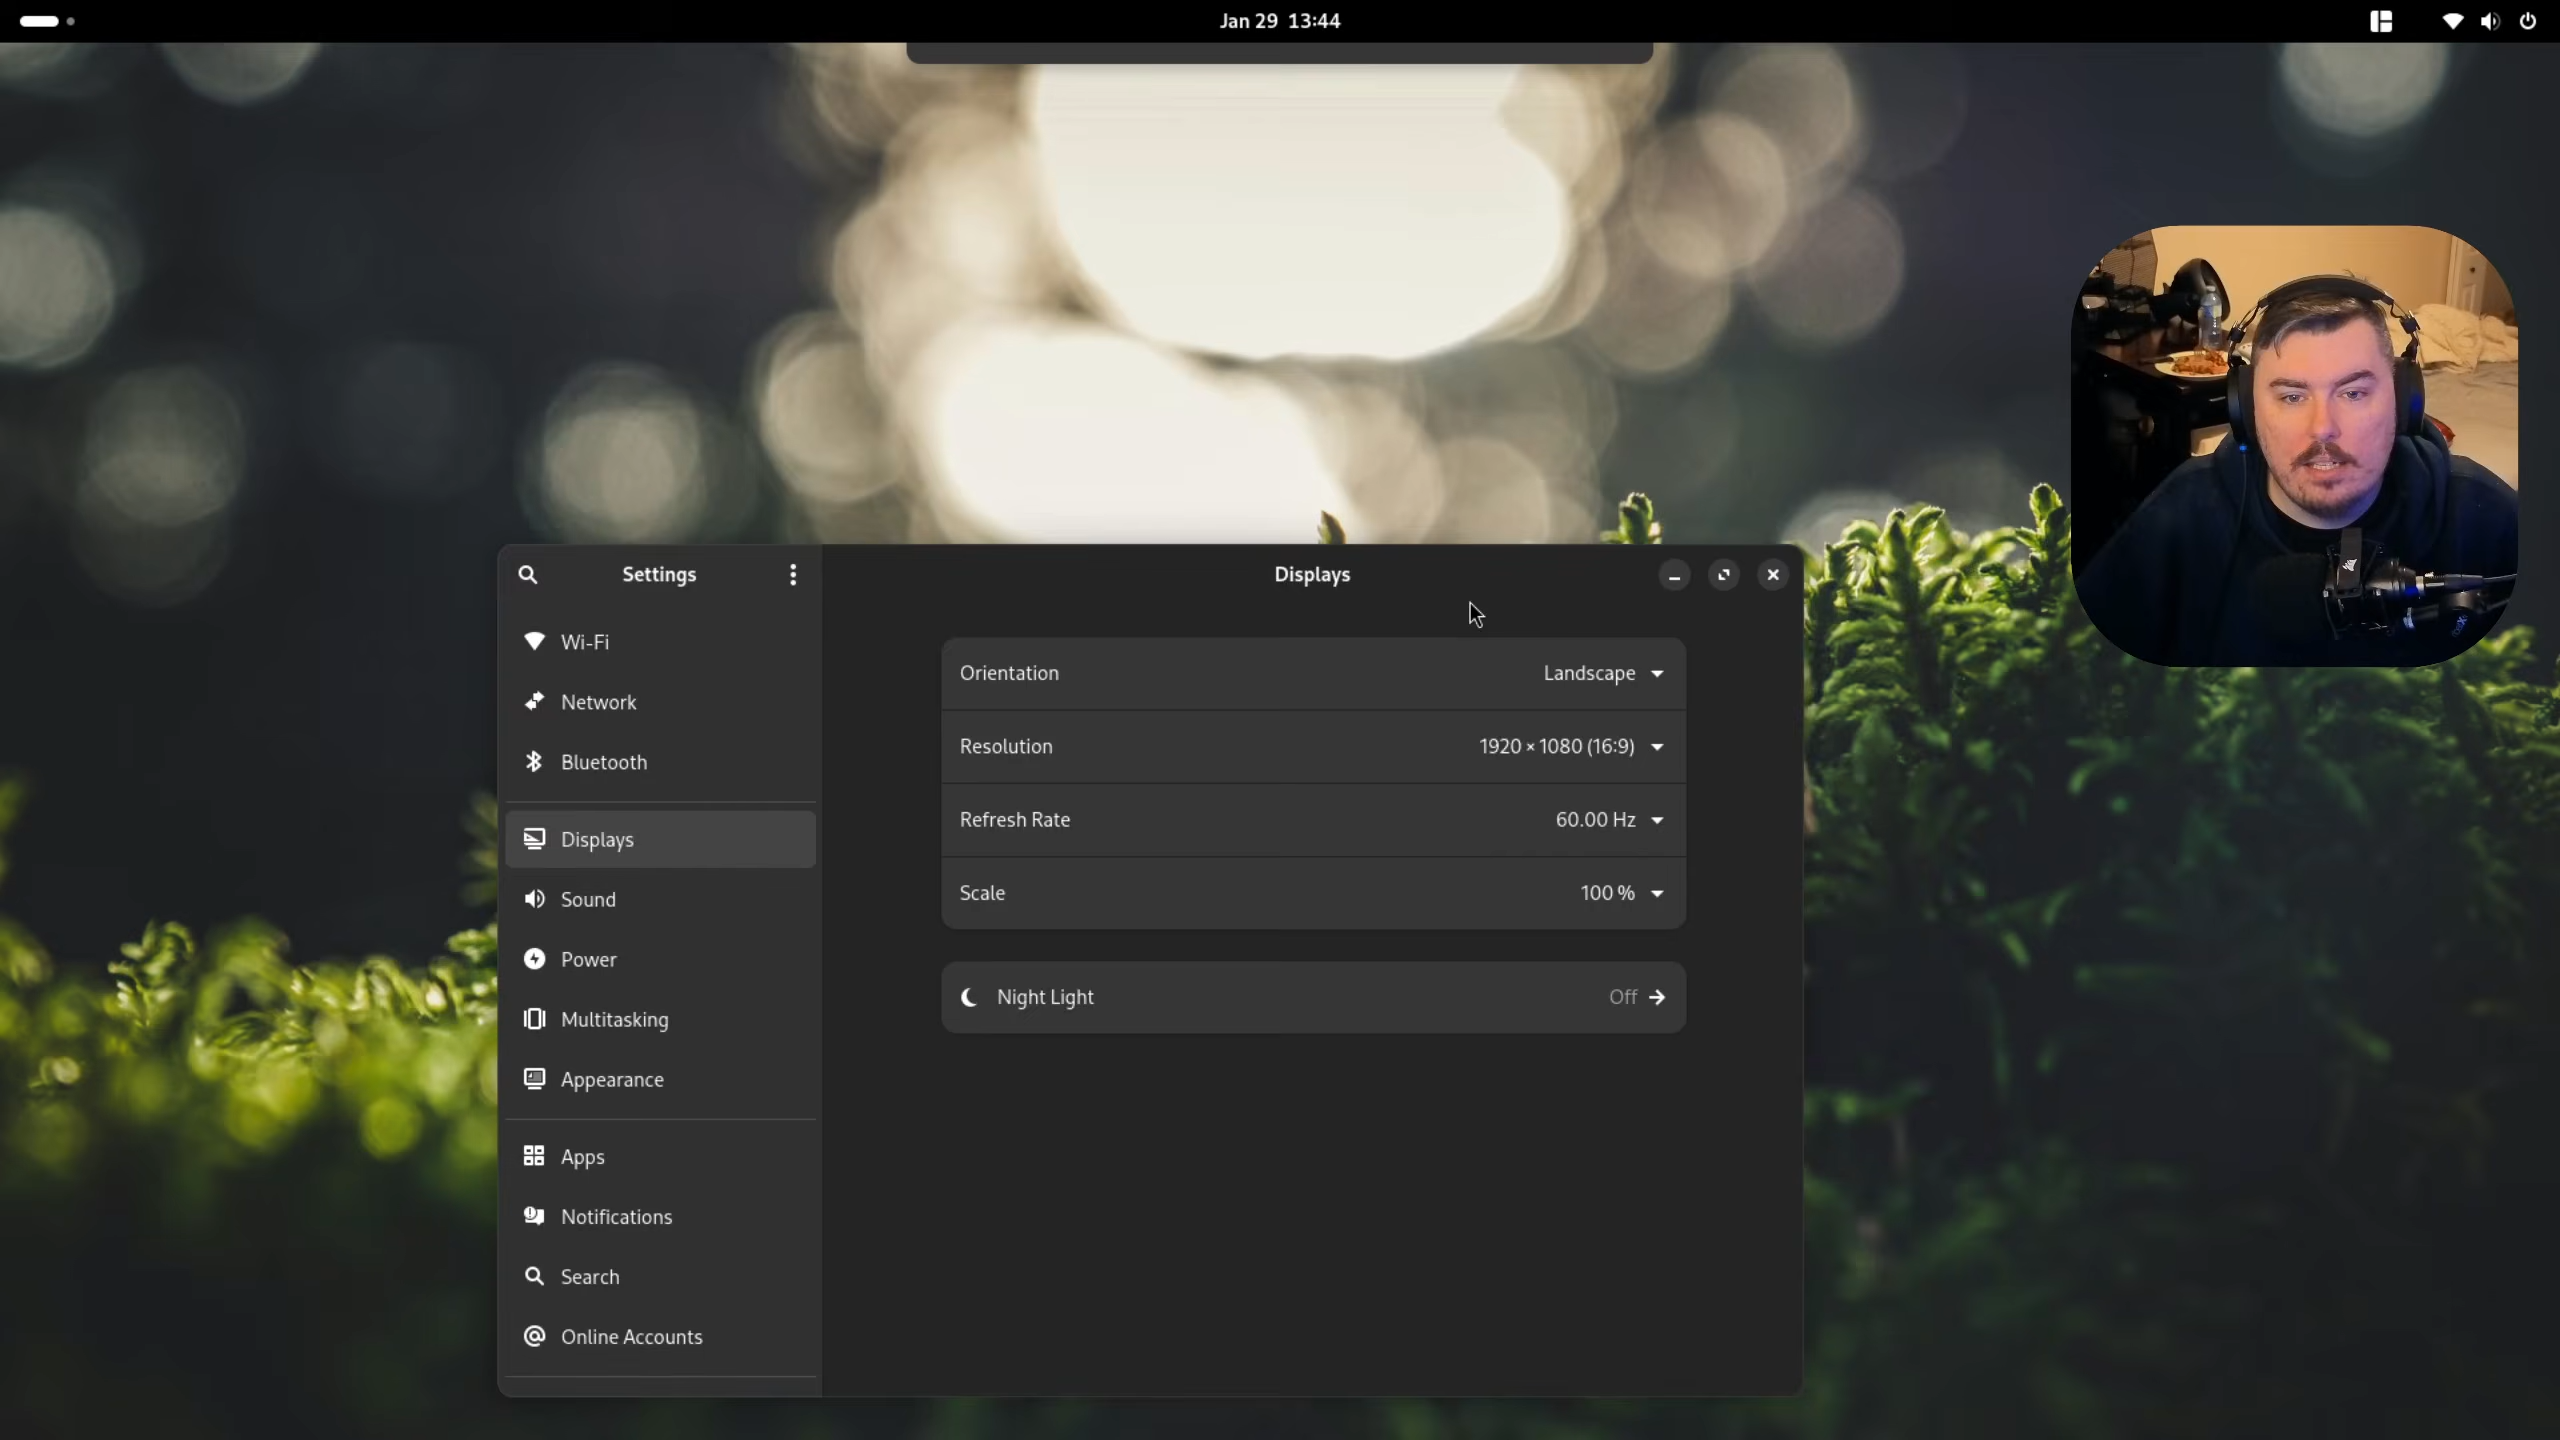 Jan 29 13:44
Settings
Displays
Wi-Fi
Network
Bluetooth
Displays
Sound
Power
Multitasking
Appearance
Apps
Notifications
Search
Online Accounts
Orientation Landscape
Resolution 1920 × 1080 (16:9)
Refresh Rate 60.00 Hz
Scale 100 %
Night Light Off